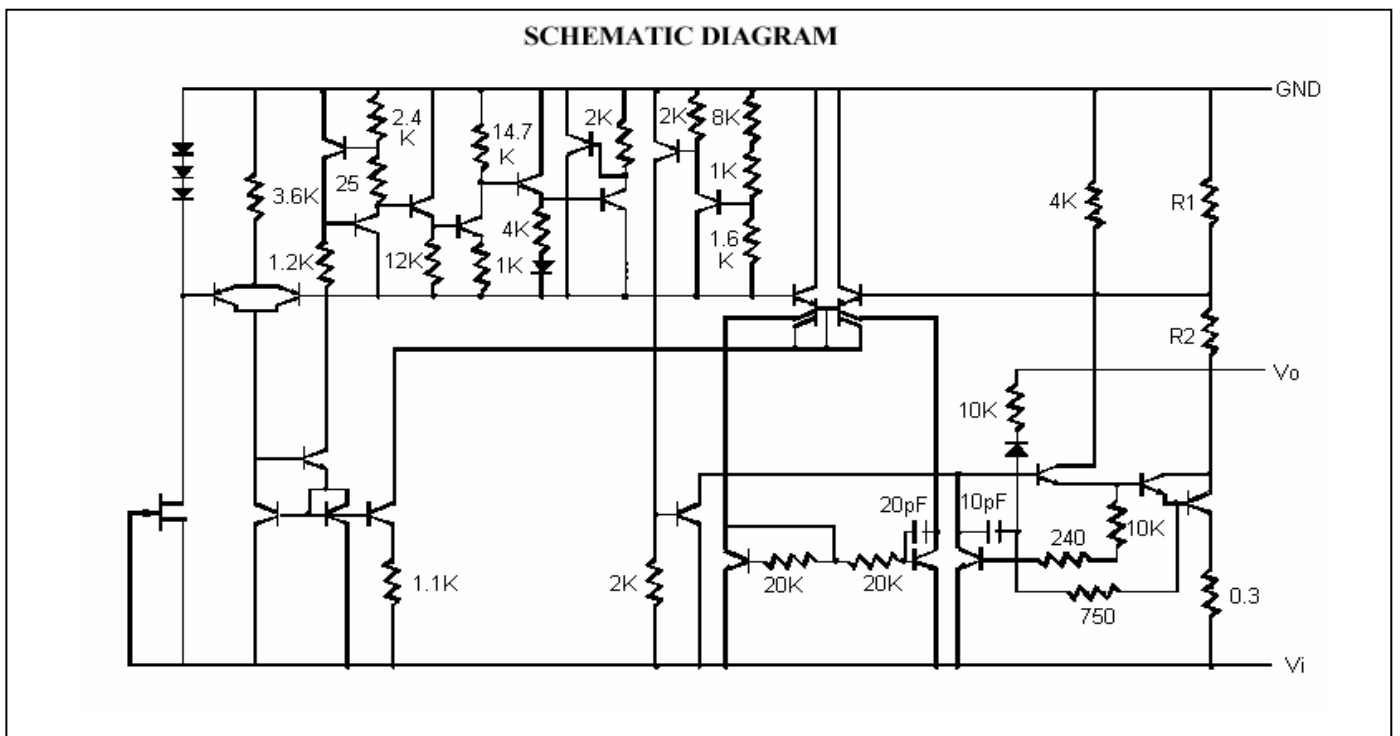 SCHEMATIC DIAGRAM
GND
2.4
K
14.7
K
2K
2K
8K
3.6K
25
1K
4K
R1
1.2K
12K
1K
4K
1.6
K
R2
Vo
10K
20pF
10pF
10K
240
1.1K
2K
20K
20K
750
0.3
Vi